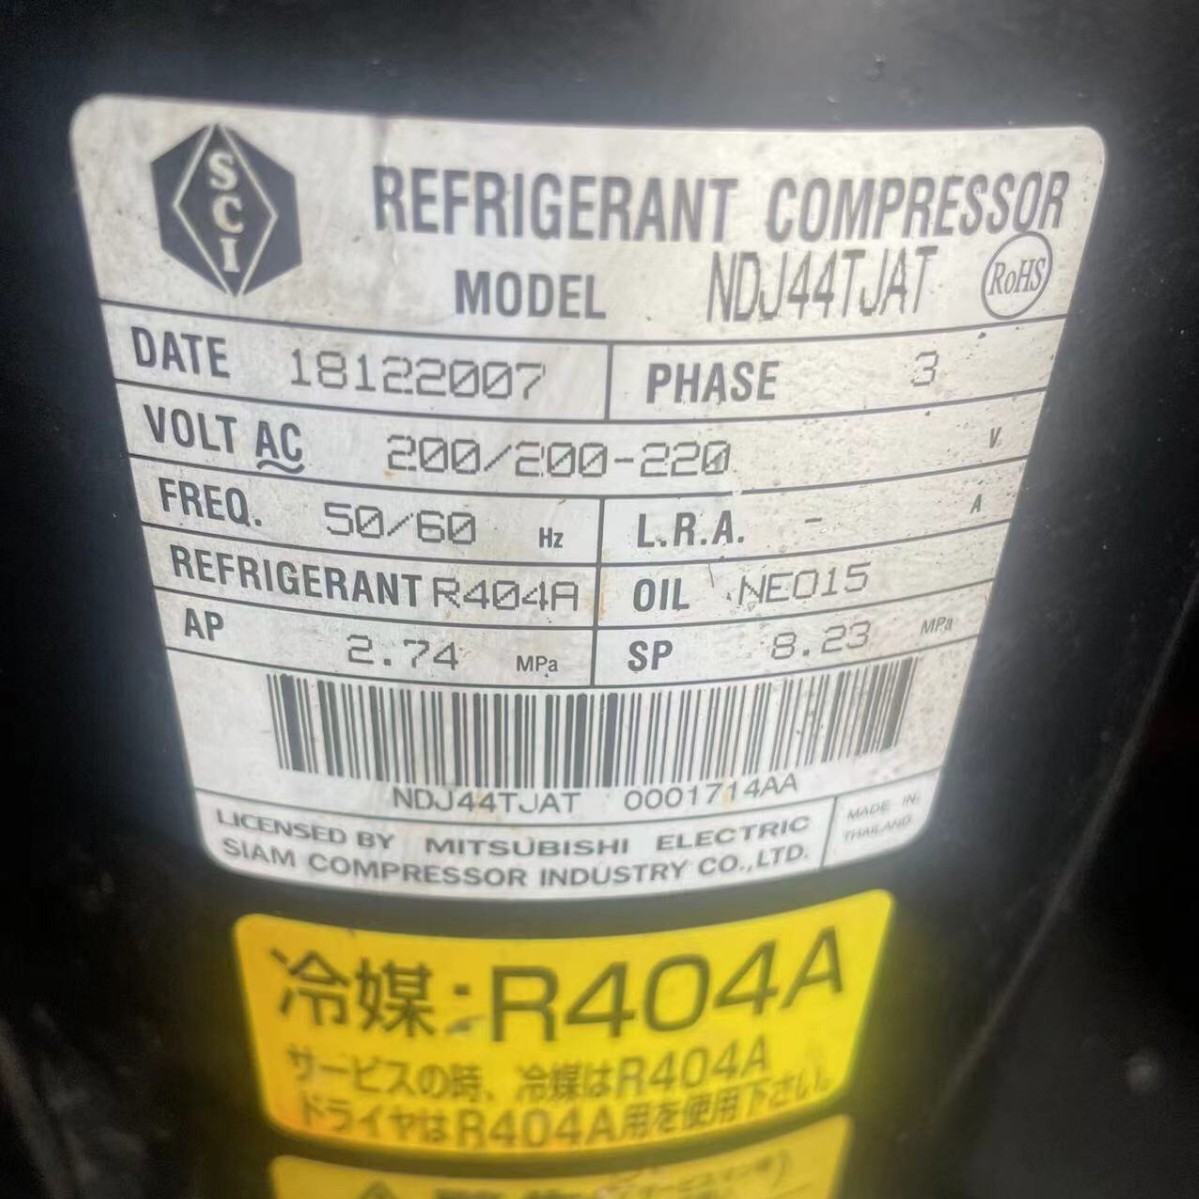 SCI
REFRIGERANT COMPRESSOR
MODEL NDJ44TJAT RoHS
DATE 18122007 PHASE 3
VOLT AC 200/200-220 V
FREQ. 50/60 Hz L.R.A. - A
REFRIGERANT R404A OIL NEO15
AP 2.74 MPa SP 8.23 MPa
NDJ44TJAT 0001714AA
LICENSED BY MITSUBISHI ELECTRIC
SIAM COMPRESSOR INDUSTRY CO.,LTD.
MADE IN
THAILAND.
冷媒:R404A
サービスの時、冷媒はR404A
ドライヤはR404A用を使用下さい。